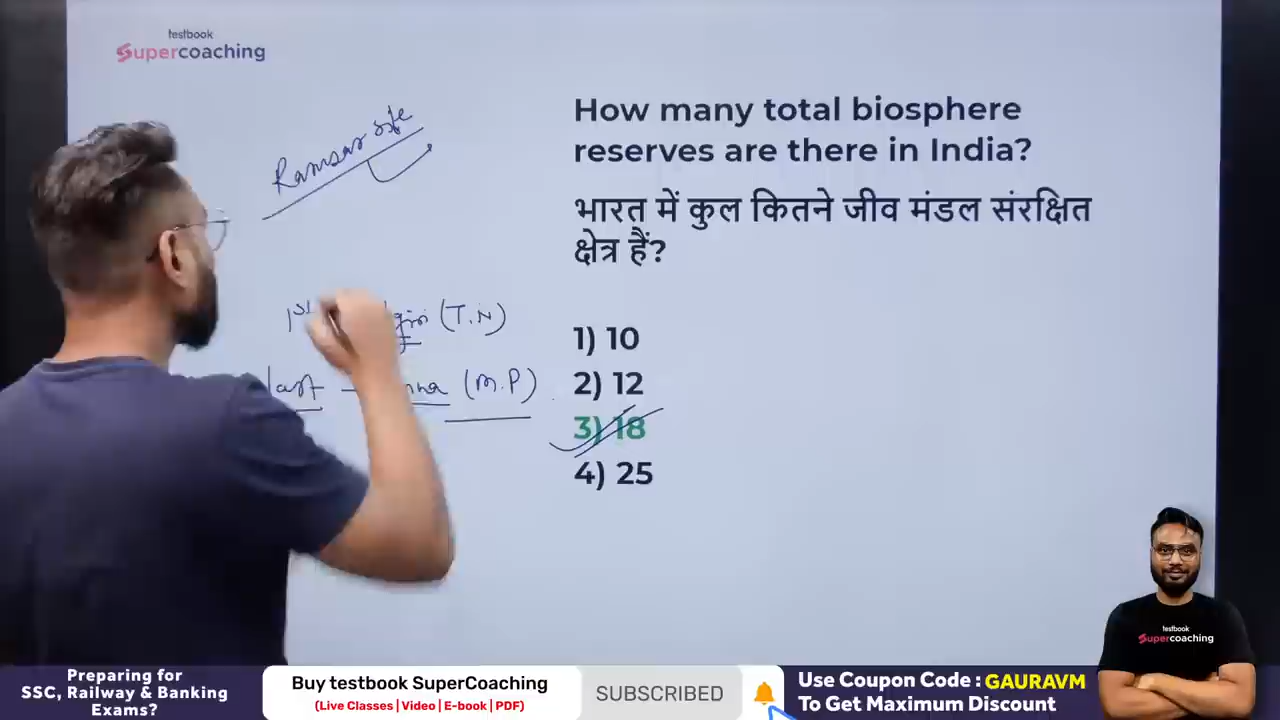 testbook
Supercoaching
Ramsar site
How many total biosphere
reserves are there in India?
भारत में कुल कितने जीव मंडल संरक्षित
क्षेत्र हैं?
1st (T.N)
last - (M.P)
1) 10
2) 12
3) 18
4) 25
testbook
Supercoaching
Preparing for
SSC, Railway & Banking
Exams?
Buy testbook SuperCoaching
(Live Classes | Video | E-book | PDF)
SUBSCRIBED
Use Coupon Code : GAURAVM
To Get Maximum Discount